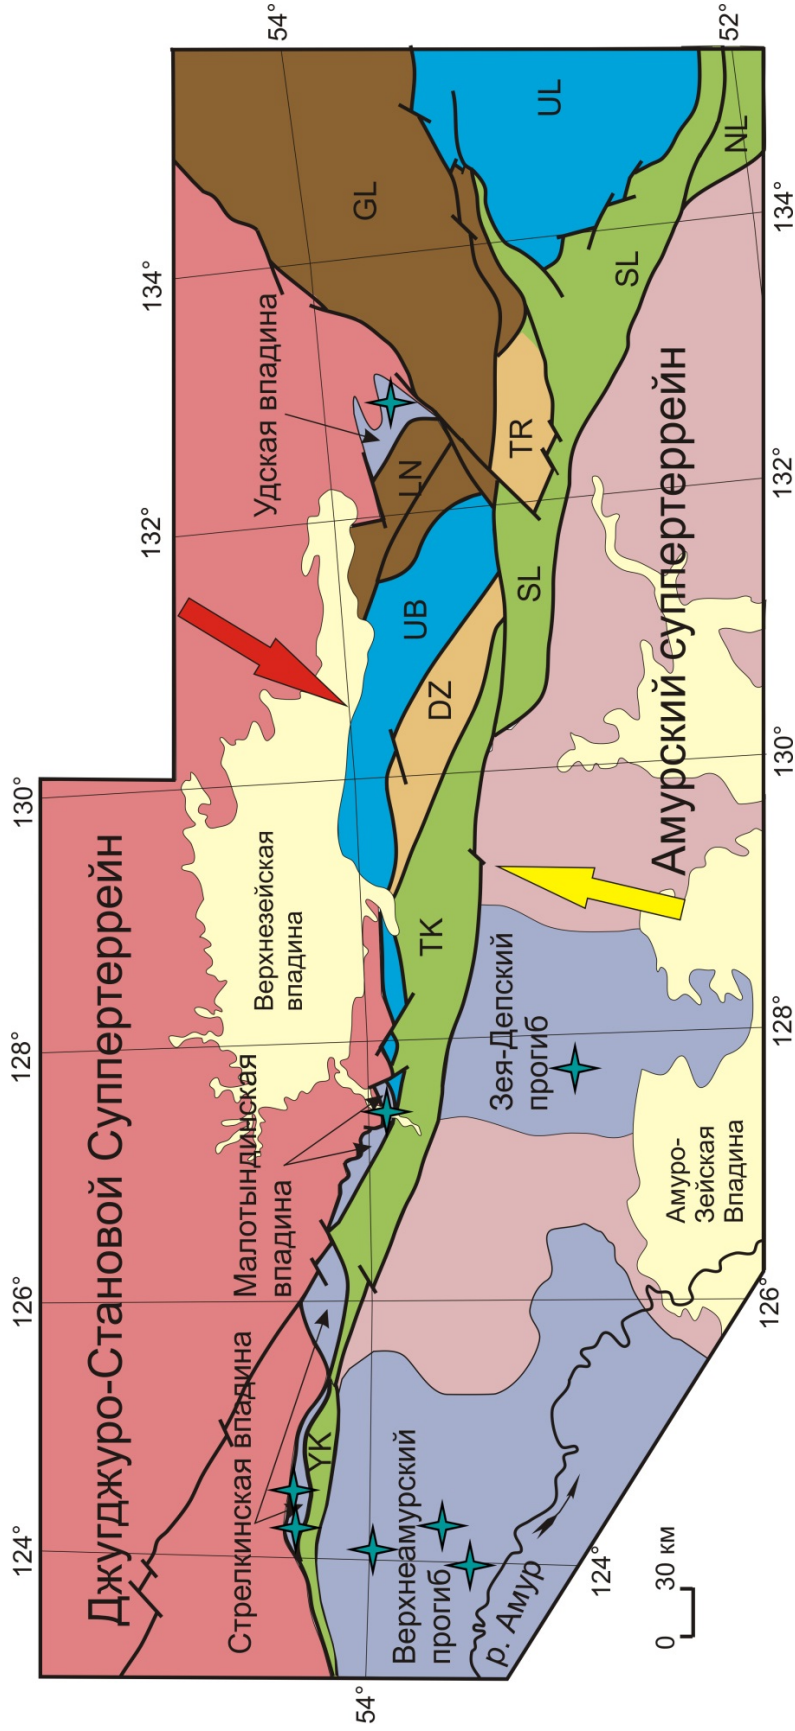 124°
126°
128°
130°
Джугджуро-Становой Суппертеррейн
132°
134°
54°
Стрелкинская впадина
Малотындинская
впадина
Верхнезейская
впадина
Удская впадина
GL
LN
UB
UL
DZ
TR
YK
TK
SL
SL
NL
54°
52°
Верхнеамурский
прогиб
Зея-Депский
прогиб
Амурский суппертеррейн
Амуро-
Зейская
Впадина
р. Амур
124°
126°
128°
130°
132°
134°
0 30 км